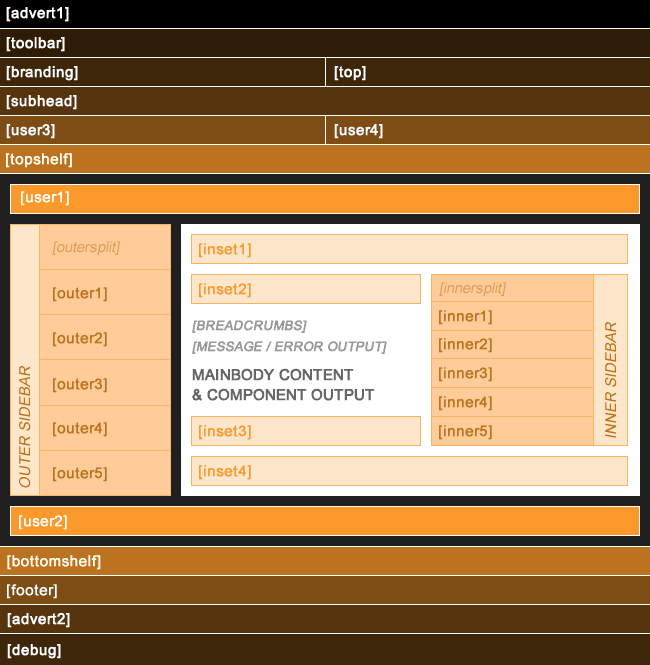 [advert1]
[toolbar]
[branding] [top]
[subhead]
[user3] [user4]
[topshelf]
[user1]
OUTER SIDEBAR
[outersplit]
[outer1]
[outer2]
[outer3]
[outer4]
[outer5]
[inset1]
[inset2]
[BREADCRUMBS]
[MESSAGE / ERROR OUTPUT]
MAINBODY CONTENT
& COMPONENT OUTPUT
[inset3]
[innersplit]
[inner1]
[inner2]
[inner3]
[inner4]
[inner5]
INNER SIDEBAR
[inset4]
[user2]
[bottomshelf]
[footer]
[advert2]
[debug]